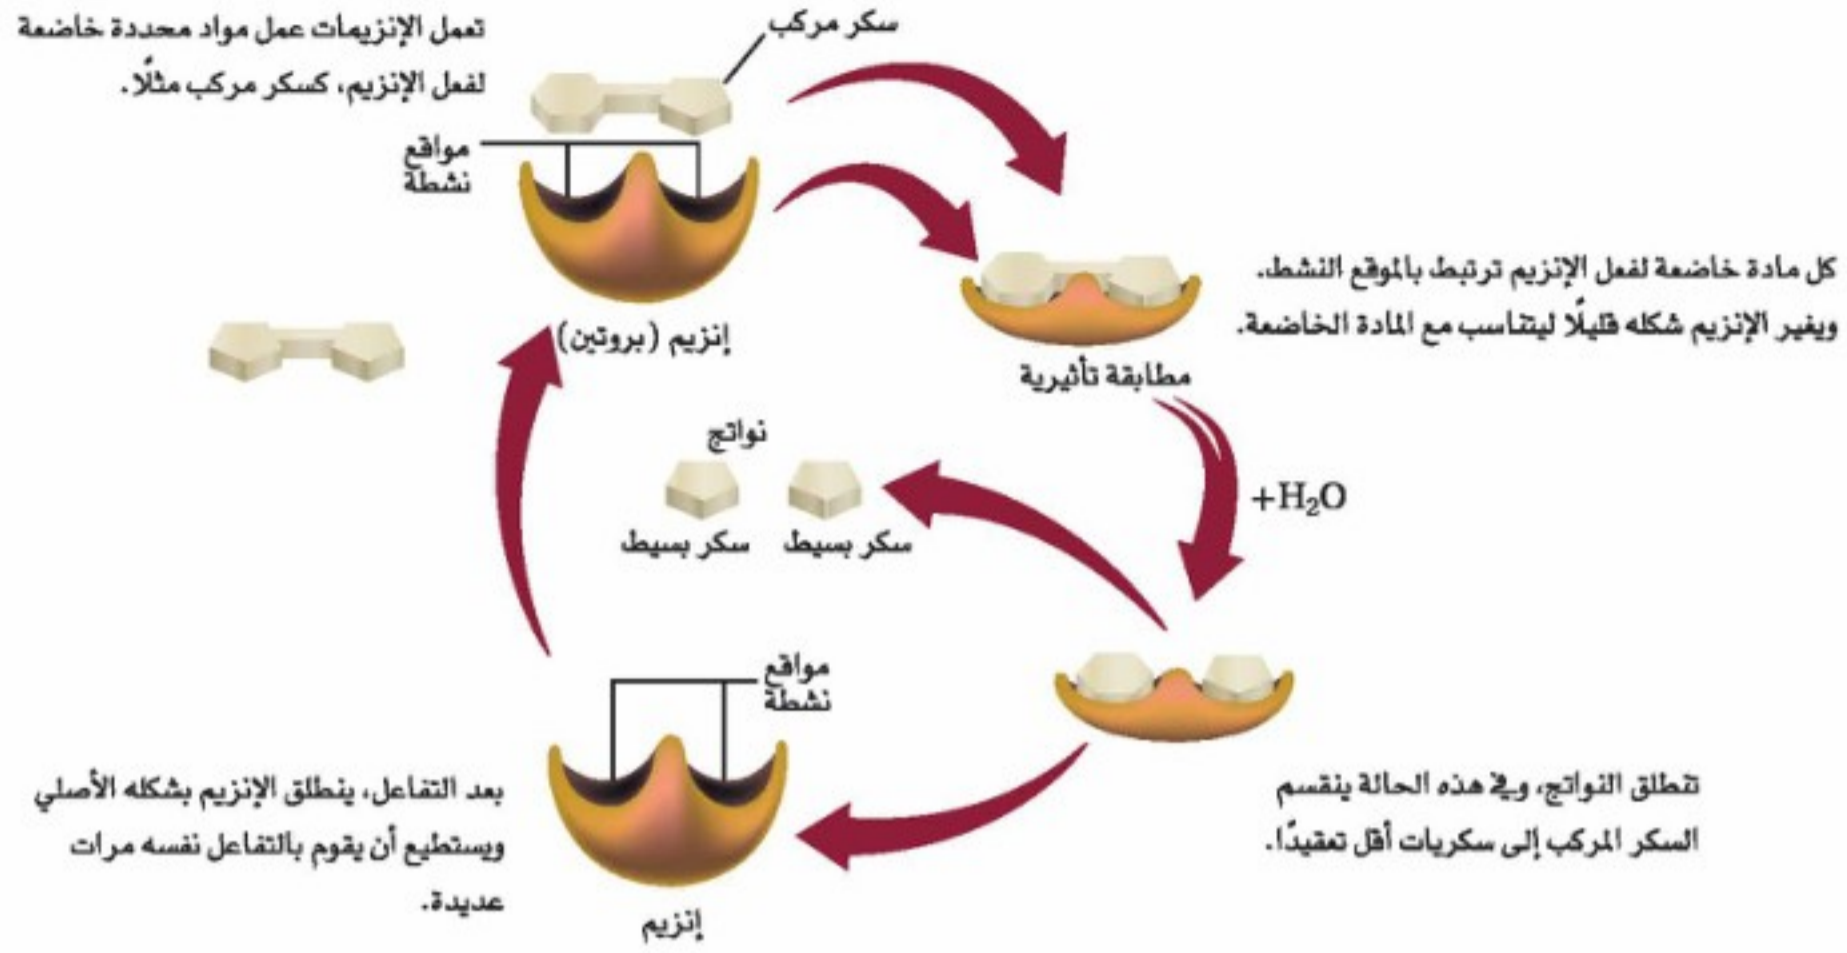 تعمل الإنزيمات عمل مواد محددة خاضعة
لفعل الإنزيم، كسكر مركب مثلًا.
سكر مركب
مواقع
نشطة
إنزيم (بروتين)
كل مادة خاضعة لفعل الإنزيم ترتبط بالموقع النشط.
ويغير الإنزيم شكله قليلًا ليتناسب مع المادة الخاضعة.
مطابقة تأثيرية
+H₂O
نواتج
سكر بسيط
سكر بسيط
تنطلق النواتج، وفي هذه الحالة ينقسم
السكر المركب إلى سكريات أقل تعقيدًا.
مواقع
نشطة
إنزيم
بعد التفاعل، ينطلق الإنزيم بشكله الأصلي
ويستطيع أن يقوم بالتفاعل نفسه مرات
عديدة.